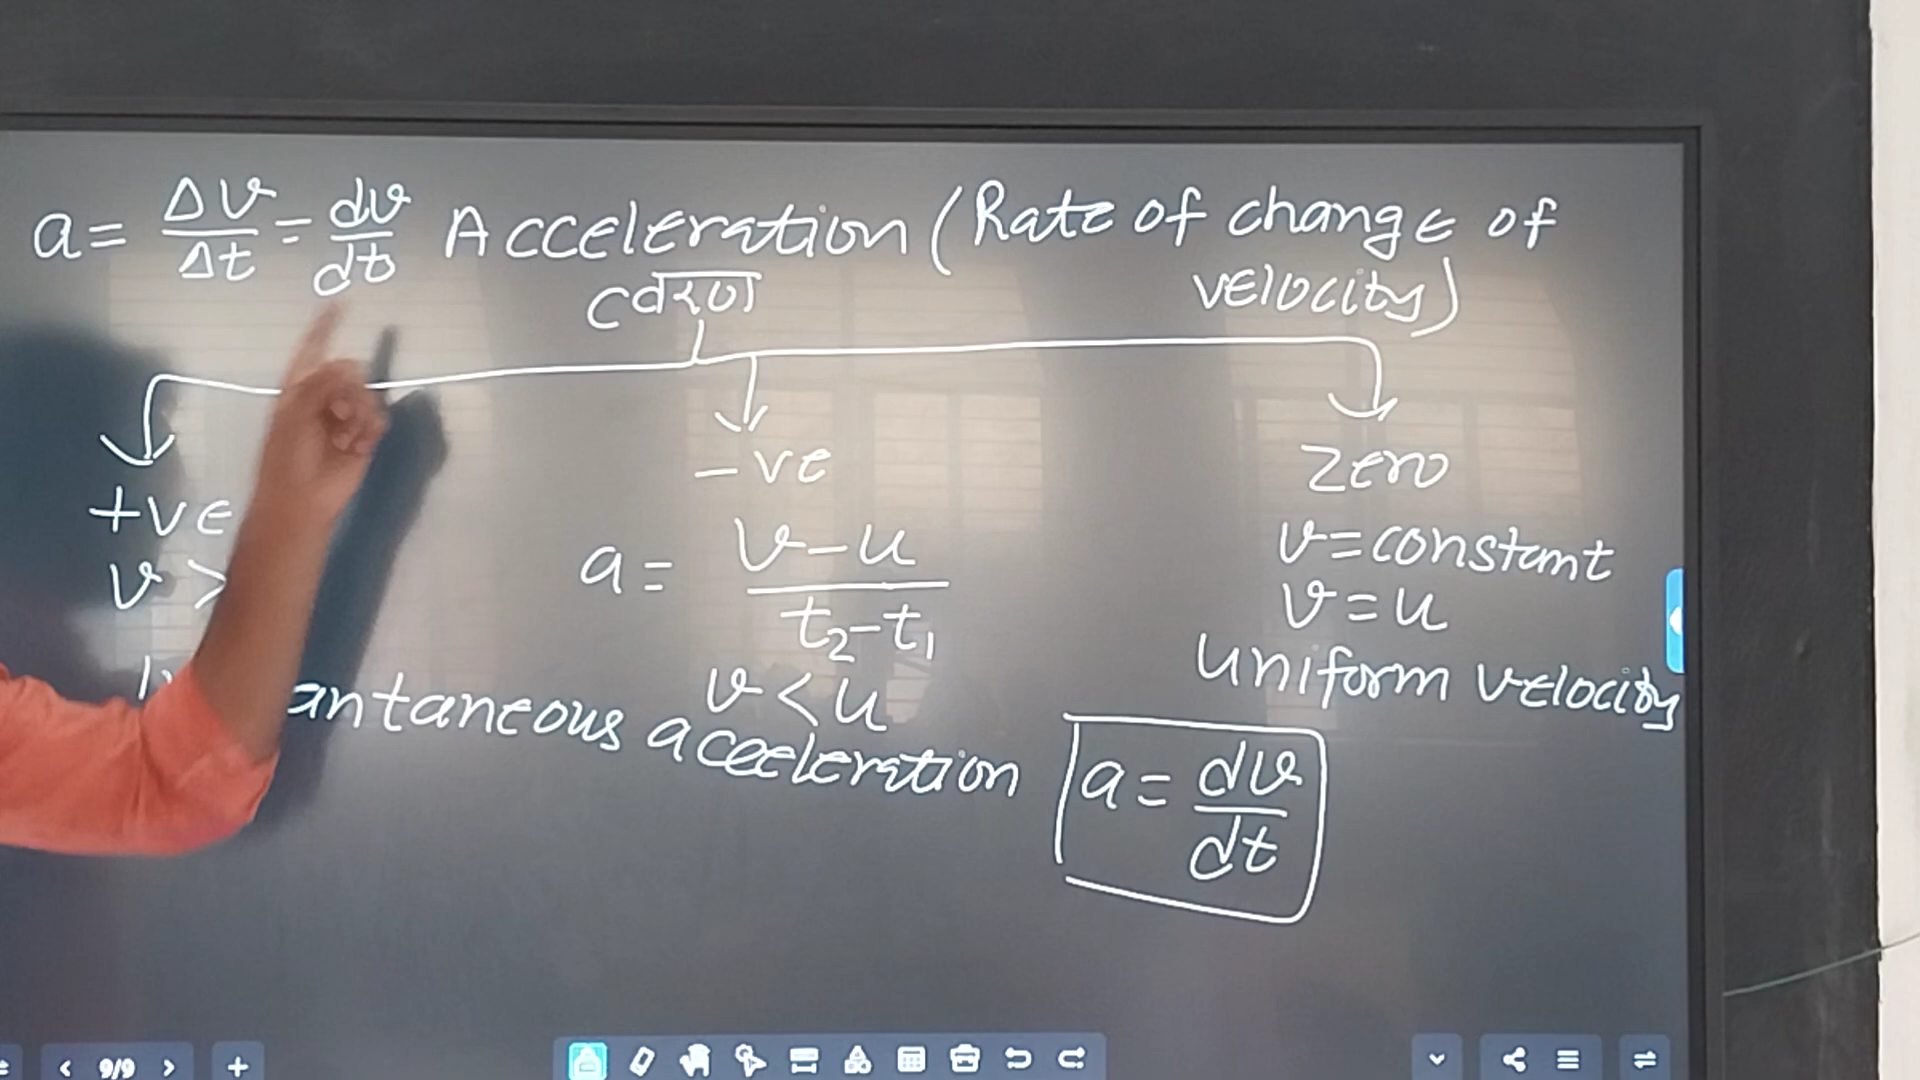 a = Δv/Δt = dv/dt Acceleration (Rate of change of velocity)
+ve
v >
-ve
a = v-u/t₂-t₁
v < u
zero
v = constant
v = u
uniform velocity
antaneous acceleration
a = dv/dt
9/9